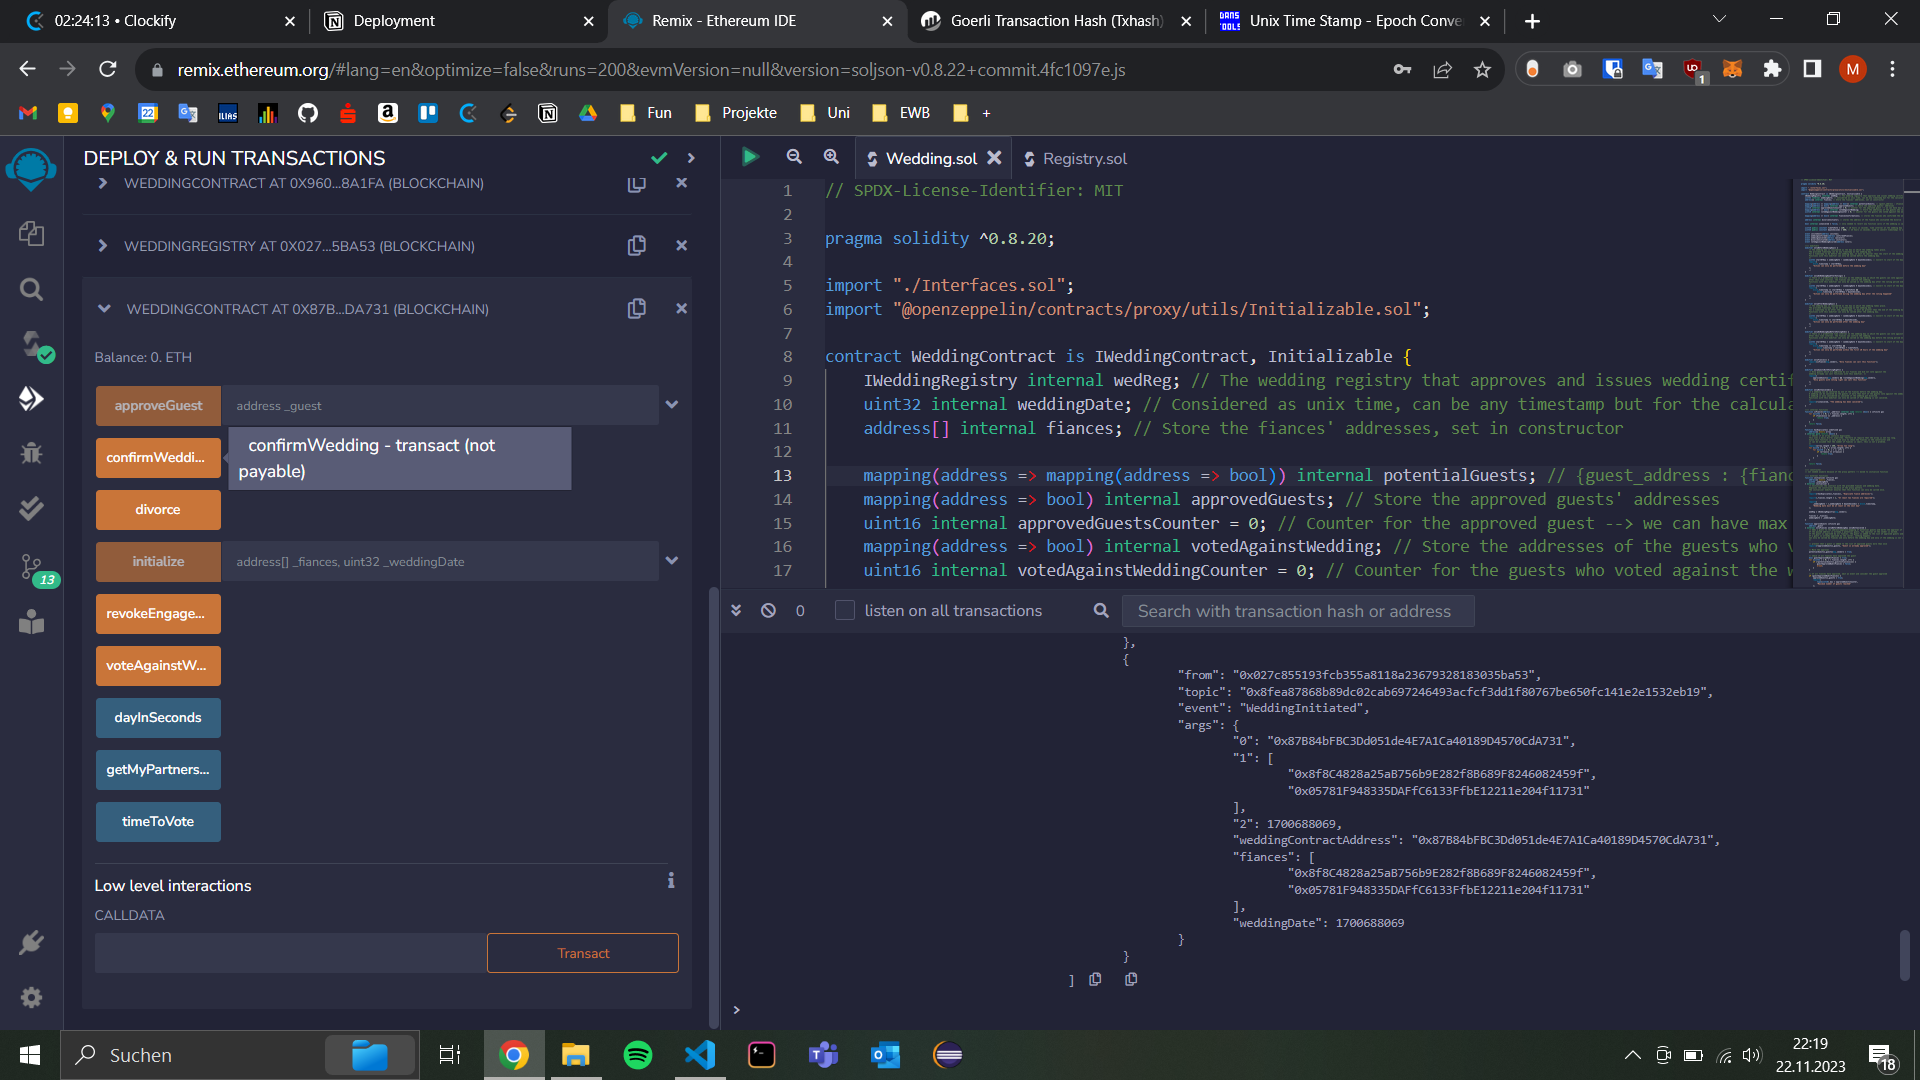 02:24:13 • Clockify
Deployment
Remix - Ethereum IDE
Goerli Transaction Hash (Txhash)
Unix Time Stamp - Epoch Conve
remix.ethereum.org/#lang=en&optimize=false&runs=200&evmVersion=null&version=soljson-v0.8.22+commit.4fc1097e.js
1
M
22
ILIAS
Fun
Projekte
Uni
EWB
+
DEPLOY & RUN TRANSACTIONS
WEDDINGCONTRACT AT 0X960...8A1FA (BLOCKCHAIN)
WEDDINGREGISTRY AT 0X027...5BA53 (BLOCKCHAIN)
WEDDINGCONTRACT AT 0X87B...DA731 (BLOCKCHAIN)
Balance: 0. ETH
approveGuest
address _guest
confirmWeddi...
confirmWedding - transact (not
payable)
divorce
initialize
address[] _fiances, uint32 _weddingDate
revokeEngage...
voteAgainstW...
dayInSeconds
getMyPartners...
timeToVote
Low level interactions
CALLDATA
Transact
13
Wedding.sol
Registry.sol
1 // SPDX-License-Identifier: MIT
2
3 pragma solidity ^0.8.20;
4
5 import "./Interfaces.sol";
6 import "@openzeppelin/contracts/proxy/utils/Initializable.sol";
7
8 contract WeddingContract is IWeddingContract, Initializable {
9 IWeddingRegistry internal wedReg; // The wedding registry that approves and issues wedding certif
10 uint32 internal weddingDate; // Considered as unix time, can be any timestamp but for the calcula
11 address[] internal fiances; // Store the fiances' addresses, set in constructor
12
13 mapping(address => mapping(address => bool)) internal potentialGuests; // {guest_address : {fianc
14 mapping(address => bool) internal approvedGuests; // Store the approved guests' addresses
15 uint16 internal approvedGuestsCounter = 0; // Counter for the approved guest --> we can have max
16 mapping(address => bool) internal votedAgainstWedding; // Store the addresses of the guests who v
17 uint16 internal votedAgainstWeddingCounter = 0; // Counter for the guests who voted against the w
0
listen on all transactions
Search with transaction hash or address
},
{
"from": "0x027c855193fcb355a8118a23679328183035ba53",
"topic": "0x8fea87868b89dc02cab697246493acfcf3dd1f80767be650fc141e2e1532eb19",
"event": "WeddingInitiated",
"args": {
"0": "0x87B84bFBC3Dd051de4E7A1Ca40189D4570CdA731",
"1": [
"0x8f8C4828a25aB756b9E282f8B689F8246082459f",
"0x05781F948335DAFfC6133FfbE12211e204f11731"
],
"2": 1700688069,
"weddingContractAddress": "0x87B84bFBC3Dd051de4E7A1Ca40189D4570CdA731",
"fiances": [
"0x8f8C4828a25aB756b9E282f8B689F8246082459f",
"0x05781F948335DAFfC6133FfbE12211e204f11731"
],
"weddingDate": 1700688069
}
}
]
>
Suchen
22:19
22.11.2023
18